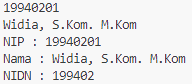 19940201
Widia, S.Kom. M.Kom
NIP : 19940201
Nama : Widia, S.Kom. M.Kom
NIDN : 199402